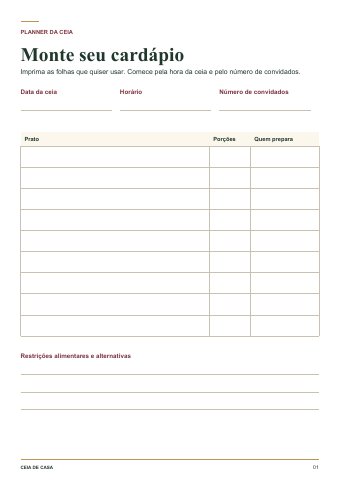 PLANNER DA CEIA
Monte seu cardápio
Imprima as folhas que quiser usar. Comece pela hora da ceia e pelo número de convidados.
Data da ceia Horário Número de convidados
Prato Porções Quem prepara
Restrições alimentares e alternativas
CEIA DE CASA 01